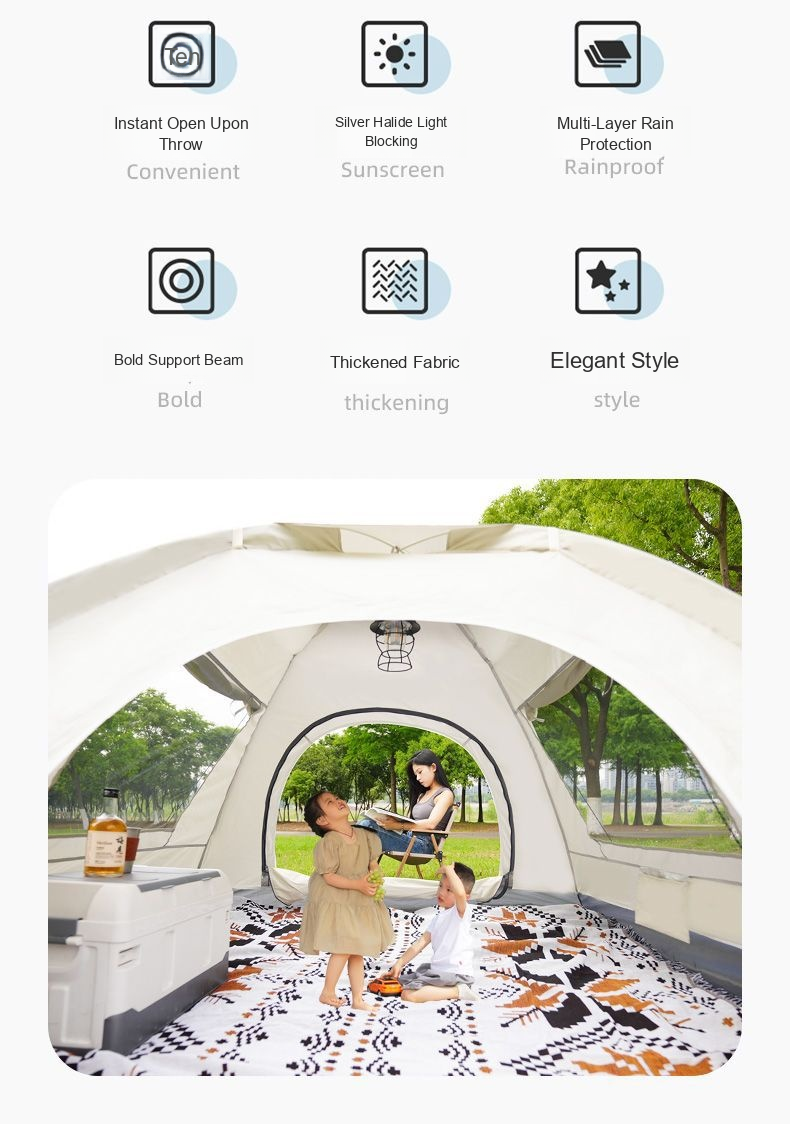 Ten
Instant Open Upon
Throw
Convenient
Silver Halide Light
Blocking
Sunscreen
Multi-Layer Rain
Protection
Rainproof
Bold Support Beam
Bold
Thickened Fabric
thickening
Elegant Style
style